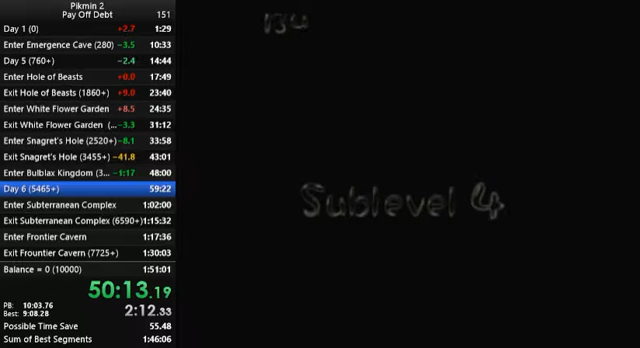 Pikmin 2
Pay Off Debt 151
Day 1 (0) +2.7 1:29
Enter Emergence Cave (280) −3.5 10:33
Day 5 (760+) −2.4 14:44
Enter Hole of Beasts +0.0 17:49
Exit Hole of Beasts (1860+) +9.0 23:40
Enter White Flower Garden +8.5 24:35
Exit White Flower Garden (... −3.3 31:12
Enter Snagret's Hole (2520+) −8.1 33:58
Exit Snagret's Hole (3455+) −41.8 43:01
Enter Bulblax Kingdom (3... −1:17 48:00
Day 6 (5465+) 59:22
Enter Subterranean Complex 1:02:00
Exit Subterranean Complex (6590+) 1:15:32
Enter Frontier Cavern 1:17:36
Exit Frountier Cavern (7725+) 1:30:03
Balance = 0 (10000) 1:51:01
50:13.19
PB: 10:03.76
Best: 9:08.28
2:12.33
Possible Time Save 55.48
Sum of Best Segments 1:46:06
Sublevel 4